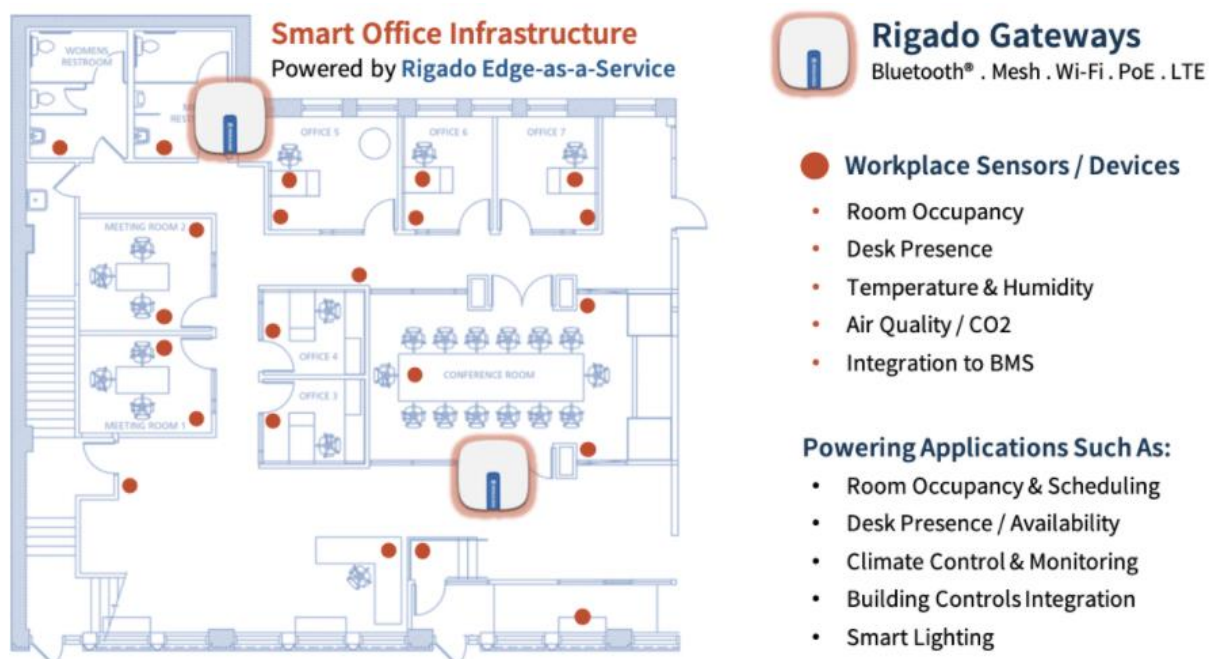 Smart Office Infrastructure
Powered by Rigado Edge-as-a-Service
WOMENS
RESTROOM
OFFICE 5
OFFICE 6
OFFICE 7
MEETING ROOM 2
OFFICE 4
CONFERENCE ROOM
OFFICE 3
MEETING ROOM 1
Rigado Gateways
Bluetooth® . Mesh . Wi-Fi . PoE . LTE
Workplace Sensors / Devices
• Room Occupancy
• Desk Presence
• Temperature & Humidity
• Air Quality / CO2
• Integration to BMS
Powering Applications Such As:
• Room Occupancy & Scheduling
• Desk Presence / Availability
• Climate Control & Monitoring
• Building Controls Integration
• Smart Lighting